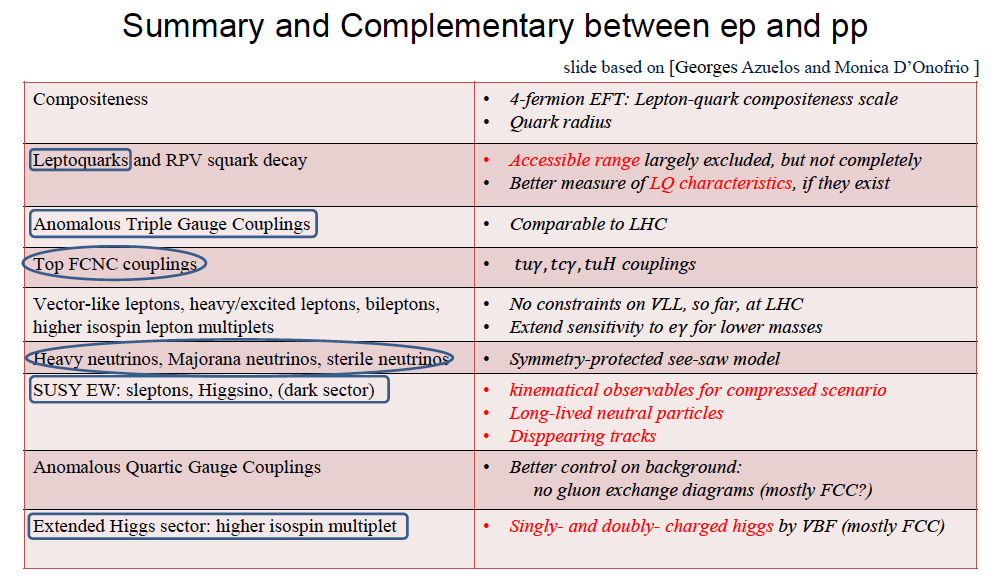 Summary and Complementary between ep and pp
slide based on [Georges Azuelos and Monica D'Onofrio ]
Compositeness
• 4-fermion EFT: Lepton-quark compositeness scale
• Quark radius
Leptoquarks and RPV squark decay
• Accessible range largely excluded, but not completely
• Better measure of LQ characteristics, if they exist
Anomalous Triple Gauge Couplings
• Comparable to LHC
Top FCNC couplings
• tuγ, tcγ, tuH couplings
Vector-like leptons, heavy/excited leptons, bileptons,
higher isospin lepton multiplets
• No constraints on VLL, so far, at LHC
• Extend sensitivity to eγ for lower masses
Heavy neutrinos, Majorana neutrinos, sterile neutrinos
• Symmetry-protected see-saw model
SUSY EW: sleptons, Higgsino, (dark sector)
• kinematical observables for compressed scenario
• Long-lived neutral particles
• Disppearing tracks
Anomalous Quartic Gauge Couplings
• Better control on background:
no gluon exchange diagrams (mostly FCC?)
Extended Higgs sector: higher isospin multiplet
• Singly- and doubly- charged higgs by VBF (mostly FCC)